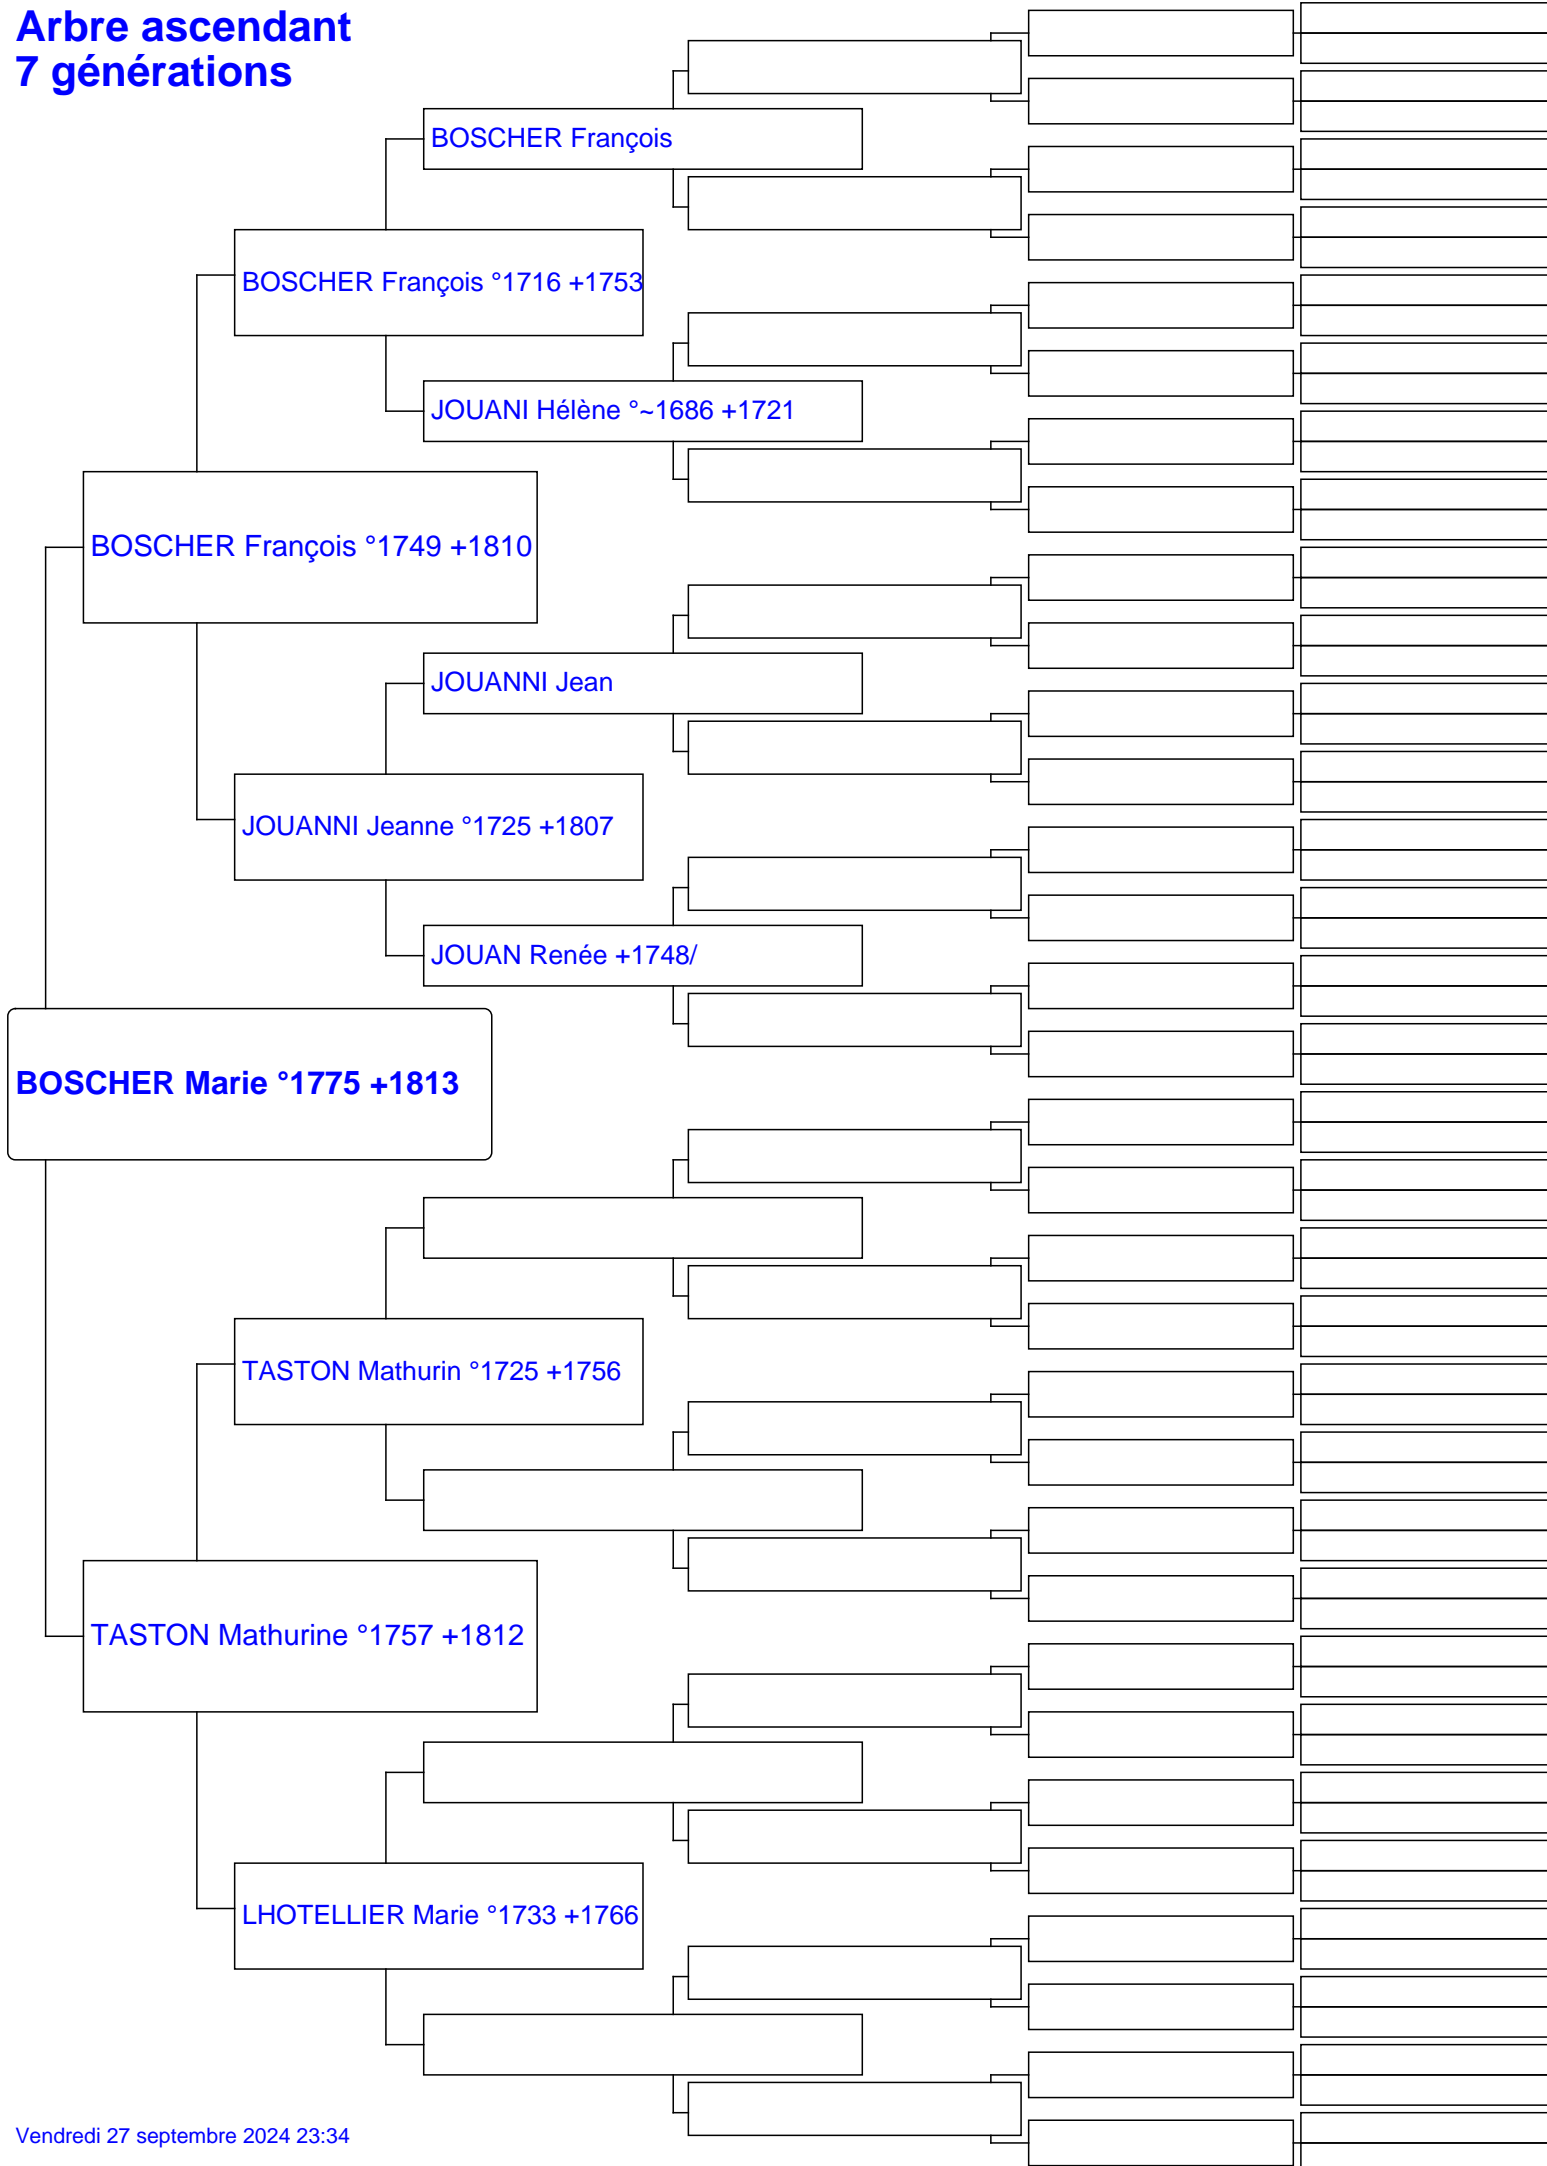 Arbre ascendant
7 générations
BOSCHER François
BOSCHER François °1716 +1753
JOUANI Hélène °~1686 +1721
BOSCHER François °1749 +1810
JOUANNI Jean
JOUANNI Jeanne °1725 +1807
JOUAN Renée +1748/
BOSCHER Marie °1775 +1813
TASTON Mathurin °1725 +1756
TASTON Mathurine °1757 +1812
LHOTELLIER Marie °1733 +1766
Vendredi 27 septembre 2024 23:34